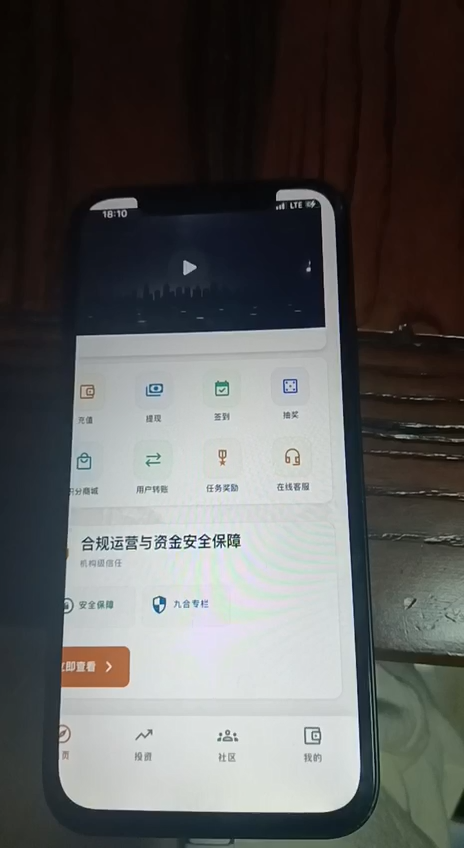 18:10
LTE
充值 提现 签到 抽奖
积分商城 用户转账 任务奖励 在线客服
合规运营与资金安全保障
机构级信任
安全保障 九合专栏
立即查看
页 投资 社区 我的